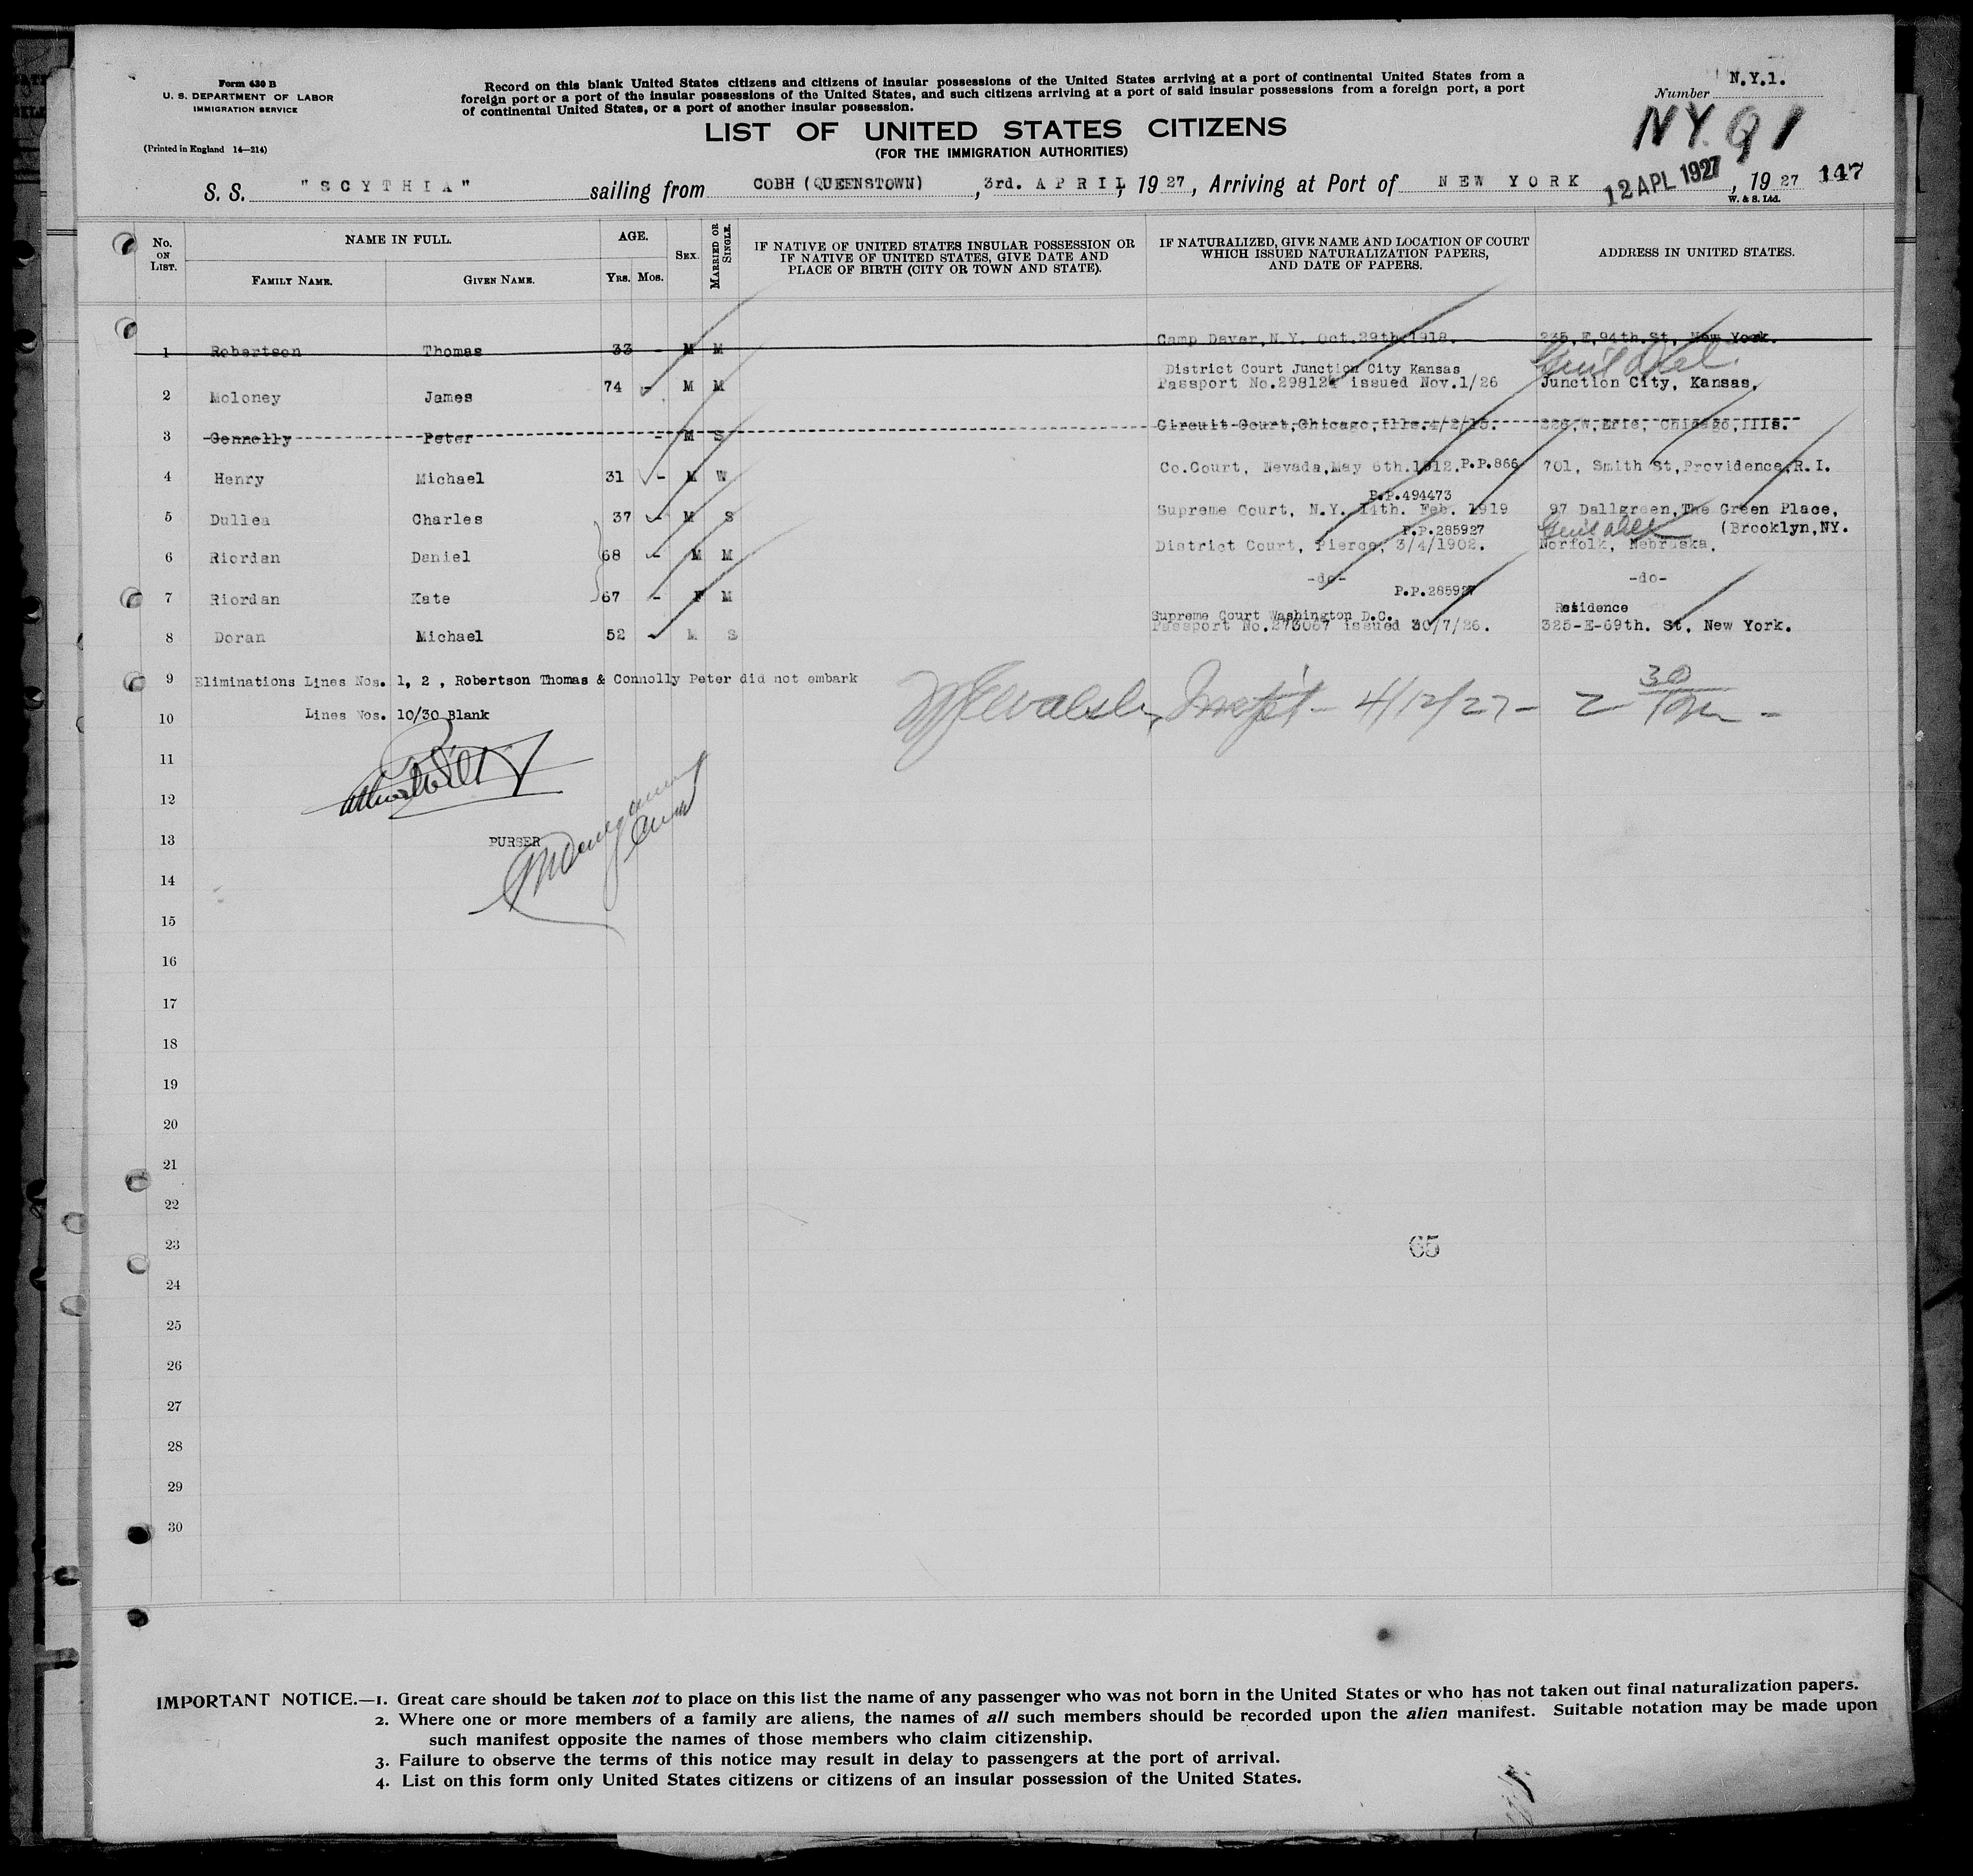 Form 630 B
U. S. DEPARTMENT OF LABOR
IMMIGRATION SERVICE
(Printed in England 14—214)
Record on this blank United States citizens and citizens of insular possessions of the United States arriving at a port of continental United States from a
foreign port or a port of the insular possessions of the United States, and such citizens arriving at a port of said insular possessions from a foreign port, a port
of continental United States, or a port of another insular possession.
N.Y.1.
Number
LIST OF UNITED STATES CITIZENS
(FOR THE IMMIGRATION AUTHORITIES)
NY. 91
S. S. "SCYTHIA" sailing from COBH (QUEENSTOWN) , 3rd. APRIL, 19 27, Arriving at Port of NEW YORK 12 APL 1927, 19 27 147
W. & S. Ltd.
No. ON LIST.
NAME IN FULL.
FAMILY NAME. GIVEN NAME.
AGE.
YRS. MOS.
SEX.
MARRIED OR SINGLE.
IF NATIVE OF UNITED STATES INSULAR POSSESSION OR
IF NATIVE OF UNITED STATES, GIVE DATE AND
PLACE OF BIRTH (CITY OR TOWN AND STATE).
IF NATURALIZED, GIVE NAME AND LOCATION OF COURT
WHICH ISSUED NATURALIZATION PAPERS,
AND DATE OF PAPERS.
ADDRESS IN UNITED STATES.
1 Robertson Thomas 33 - M M Camp Dever, N.Y. Oct. 29th. 1918. 235, E, 94th. St, New York.
District Court Junction City Kansas
2 Moloney James 74 - M M Passport No. issued Nov.1/26 Junction City, Kansas,
3 Connolly Peter - M S Circuit Court, Chicago, Ills. 4/2/15. W, Erie, Chicago, Ills.
4 Henry Michael 31 - M W Co.Court, Nevada, May 6th.1912. P.P.866 701, Smith St, Providence, R.I.
P.P.494473
5 Dullea Charles 37 - M S Supreme Court, N.Y. 14th. Feb. 1919 97 Dallgreen, The Green Place,
P.P.285927 (Brooklyn, NY.
6 Riordan Daniel 68 - M M District Court, Pierce, 3/4/1902. Norfolk, Nebraska,
-do- -do-
7 Riordan Kate 67 - F M P.P.285927
Supreme Court Washington D.C. Residence
8 Doran Michael 52 M S Passport No.273067 issued 30/7/26. 325-E-69th. St, New York.
9 Eliminations Lines Nos. 1, 2 , Robertson Thomas & Connolly Peter did not embark
10 Lines Nos. 10/30 Blank
4/12/27 - 2 30
11
12
13 PURSER
14
15
16
17
18
19
20
21
22
23 65
24
25
26
27
28
29
30
IMPORTANT NOTICE.—1. Great care should be taken not to place on this list the name of any passenger who was not born in the United States or who has not taken out final naturalization papers.
2. Where one or more members of a family are aliens, the names of all such members should be recorded upon the alien manifest. Suitable notation may be made upon
such manifest opposite the names of those members who claim citizenship.
3. Failure to observe the terms of this notice may result in delay to passengers at the port of arrival.
4. List on this form only United States citizens or citizens of an insular possession of the United States.